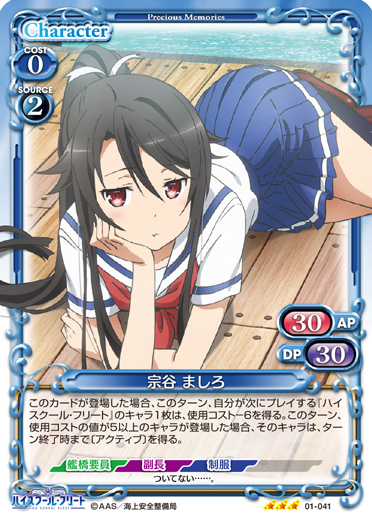 Precious Memories
Character
COST
0
SOURCE
2
30 AP
DP 30
宗谷 ましろ
このカードが登場した場合、このターン、自分が次にプレイする『ハイ
スクール・フリート』のキャラ1枚は、使用コスト−6を得る。このターン、
使用コストの値が5以上のキャラが登場した場合、そのキャラは、ター
ン終了時まで〔アクティブ〕を得る。
艦橋要員 副長 制服
ついてない……。
ハイスクール・フリート
©AAS／海上安全整備局
01-041